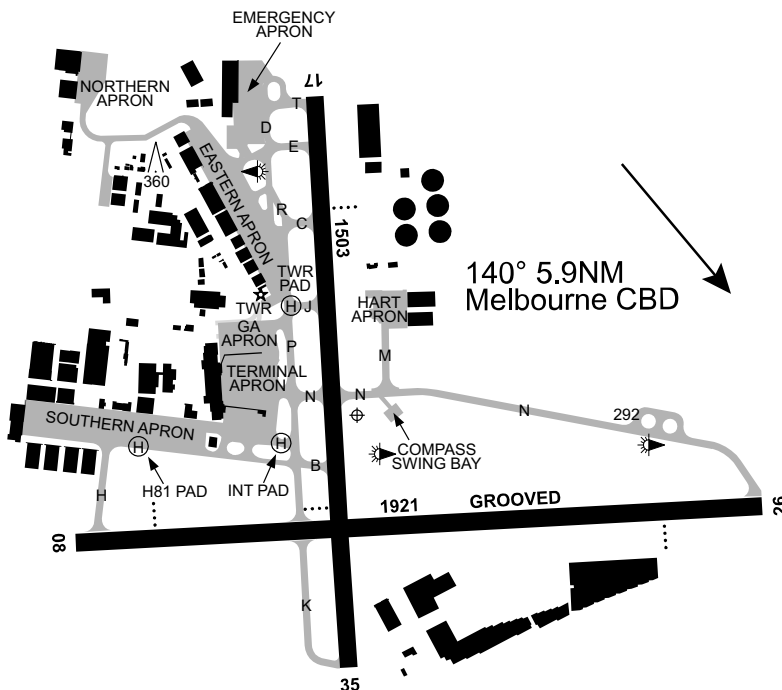 EMERGENCY
APRON
NORTHERN
APRON
17
T
D
E
360
EASTERN APRON
R
C
1503
140° 5.9NM
Melbourne CBD
TWR
PAD
H
J
TWR
HART
APRON
GA
APRON
P
M
TERMINAL
APRON
N
N
N
292
SOUTHERN APRON
H
H
COMPASS
SWING BAY
B
H
H81 PAD
INT PAD
1921
GROOVED
26
08
K
35